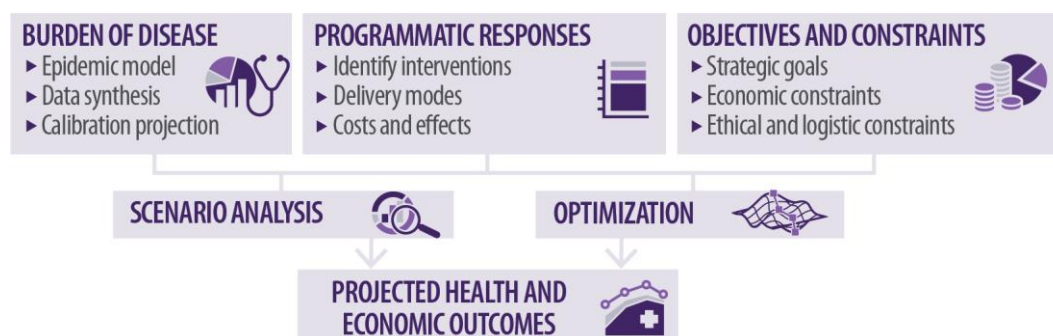 BURDEN OF DISEASE
► Epidemic model
► Data synthesis
► Calibration projection
PROGRAMMATIC RESPONSES
► Identify interventions
► Delivery modes
► Costs and effects
OBJECTIVES AND CONSTRAINTS
► Strategic goals
► Economic constraints
► Ethical and logistic constraints
SCENARIO ANALYSIS
OPTIMIZATION
PROJECTED HEALTH AND
ECONOMIC OUTCOMES